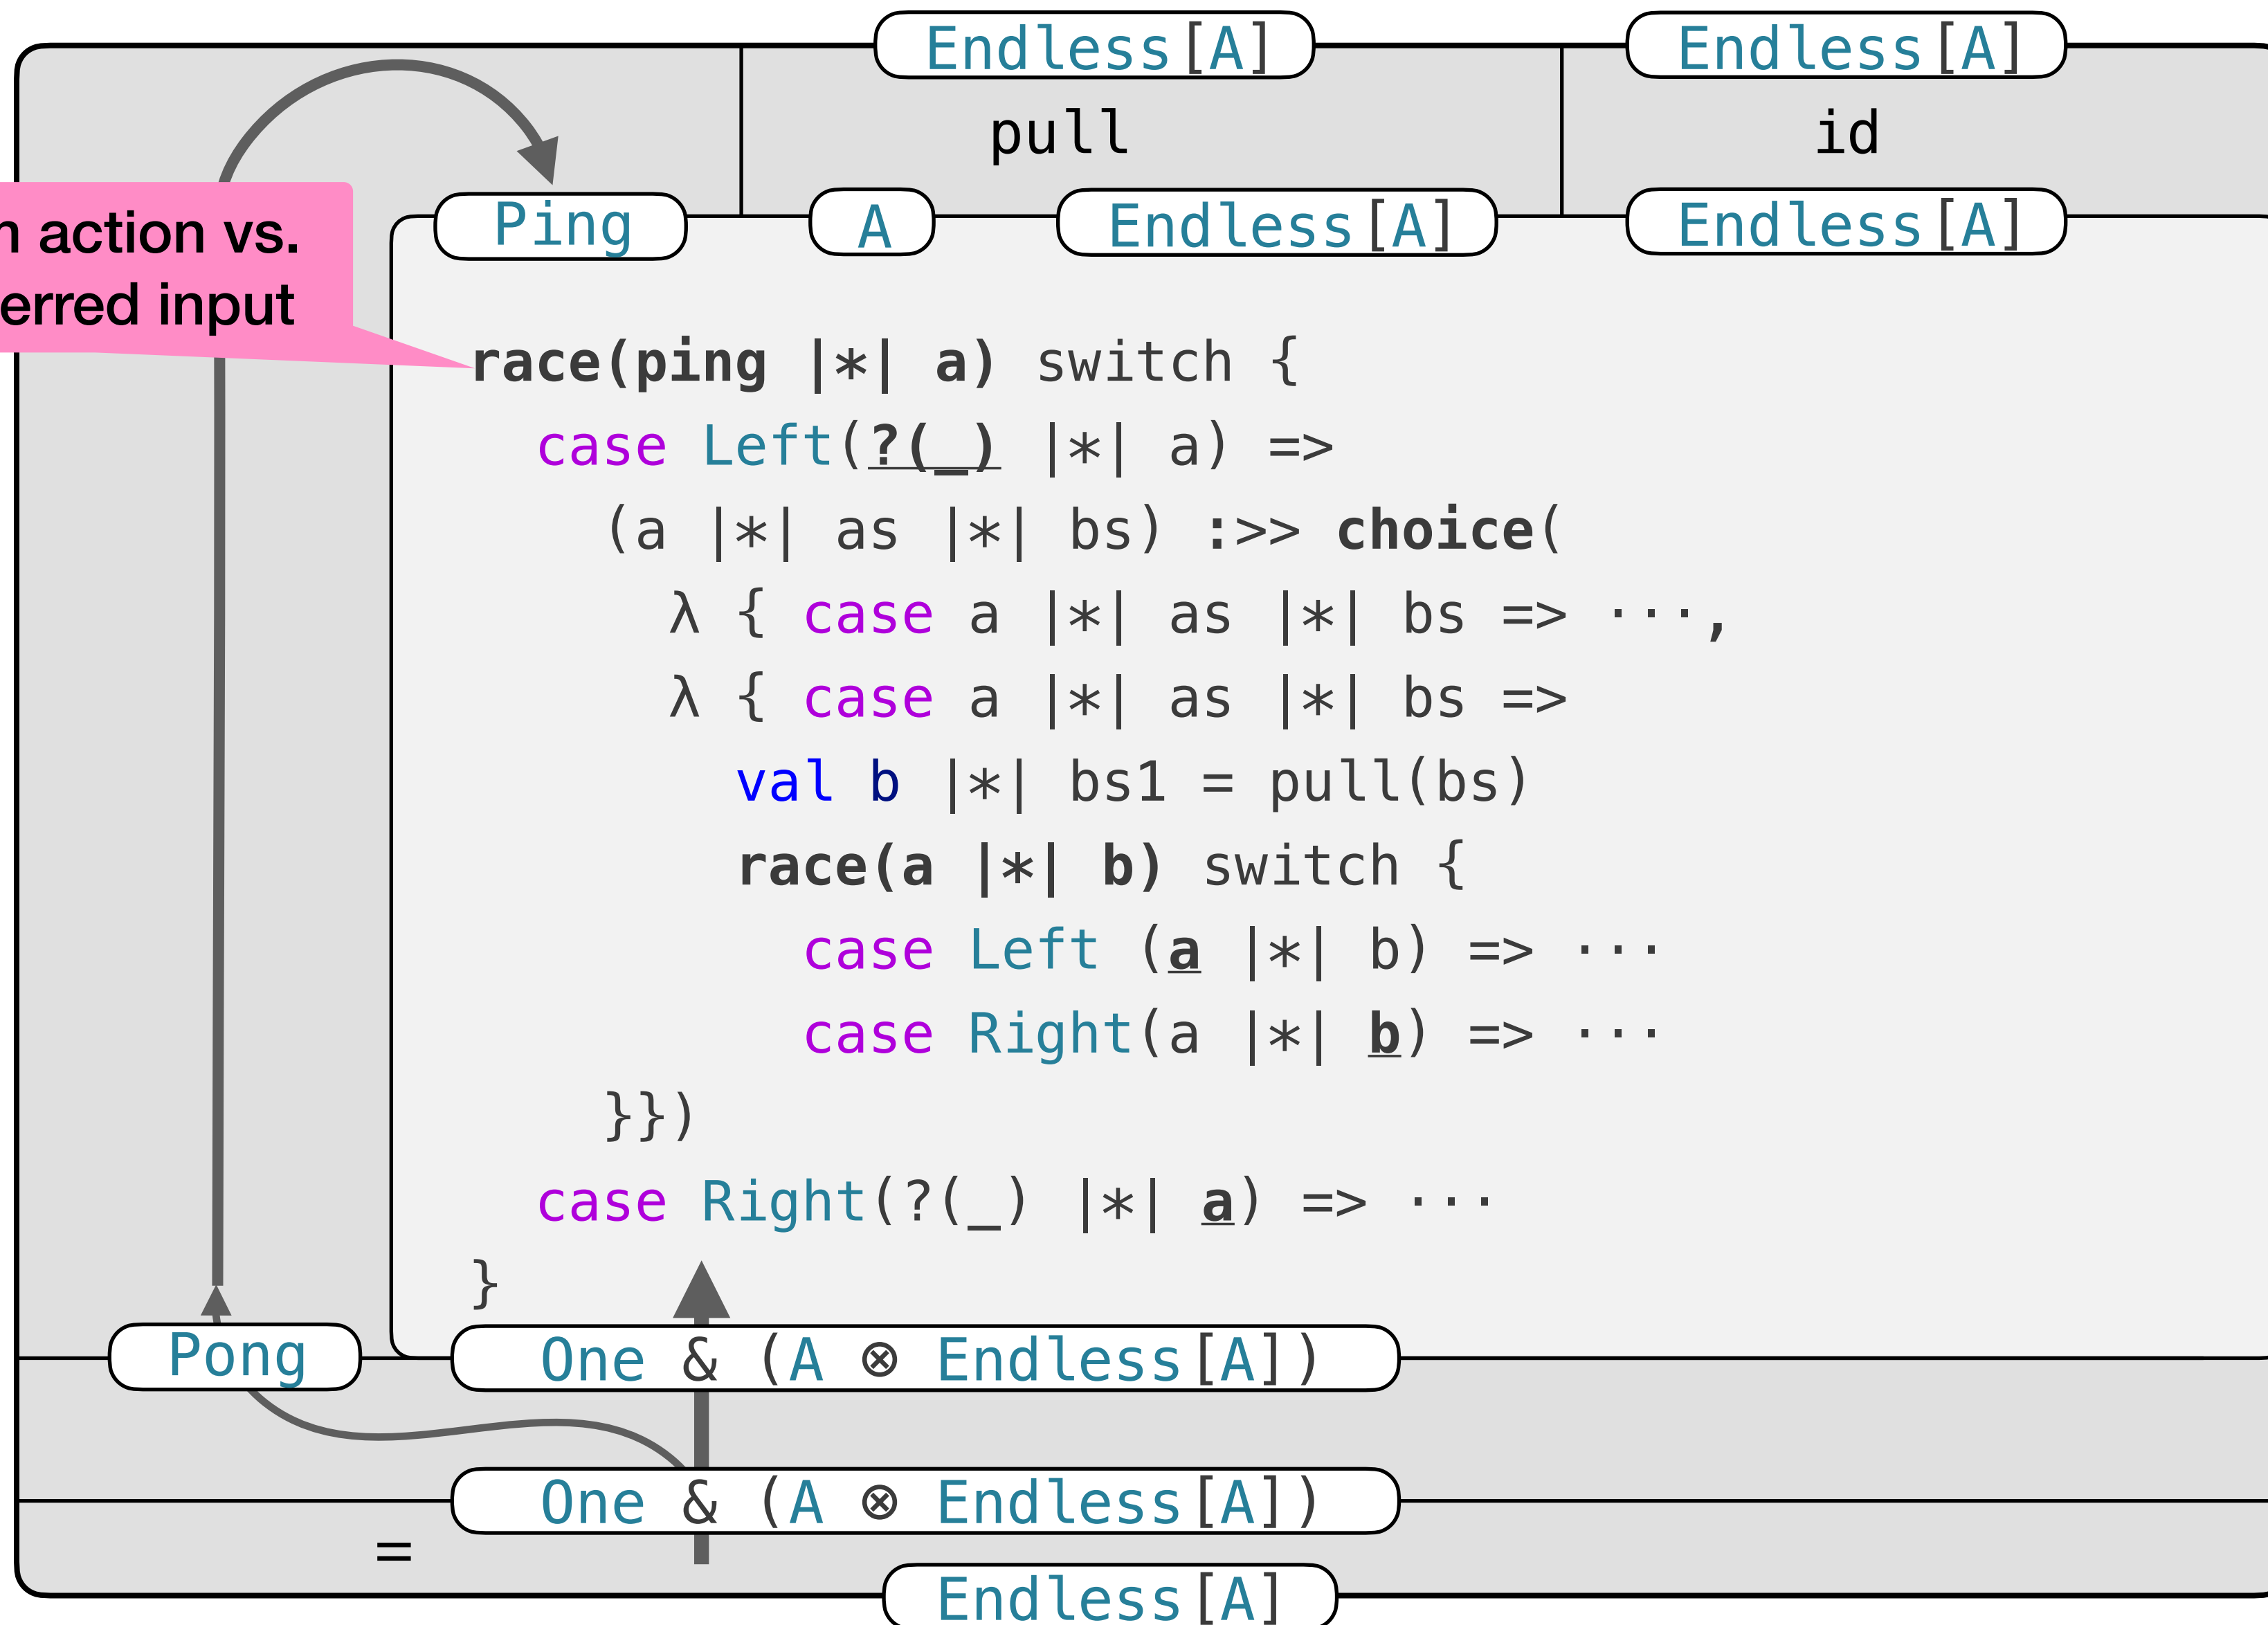 Endless[A] Endless[A]
pull id
Ping A Endless[A] Endless[A]
action vs.
input
race(ping |*| a) switch {
case Left(?(_) |*| a) =>
(a |*| as |*| bs) :>> choice(
λ { case a |*| as |*| bs => ···,
λ { case a |*| as |*| bs =>
val b |*| bs1 = pull(bs)
race(a |*| b) switch {
case Left (a |*| b) => ···
case Right(a |*| b) => ···
}})
case Right(?(_) |*| a) => ···
}
Pong One & (A ⊗ Endless[A])
One & (A ⊗ Endless[A])
=
Endless[A]